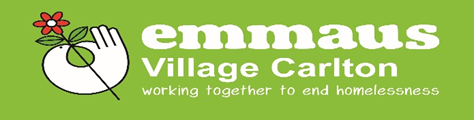 emmaus
Village Carlton
working together to end homelessness